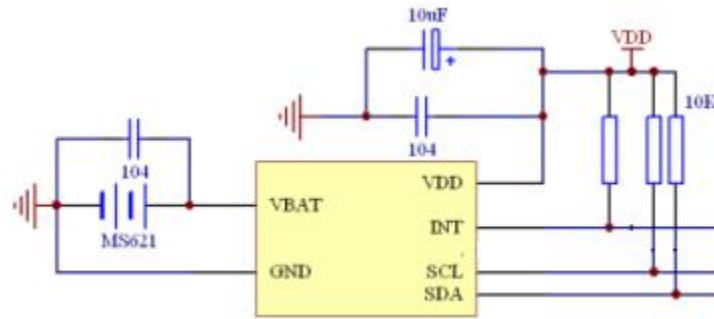 10uF
VDD
10K
104
104
VDD
VBAT
INT
MS621
GND
SCL
SDA